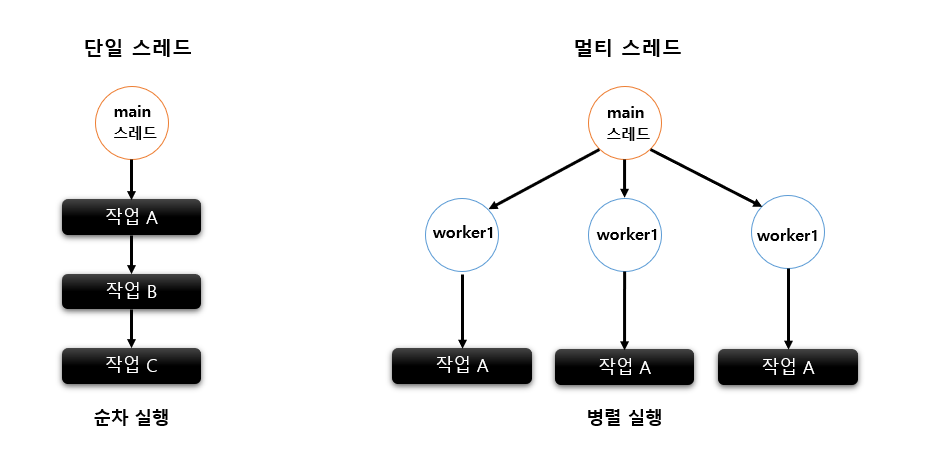 단일 스레드
main
스레드
작업 A
작업 B
작업 C
순차 실행
멀티 스레드
main
스레드
worker1
worker1
worker1
작업 A
작업 A
작업 A
병렬 실행